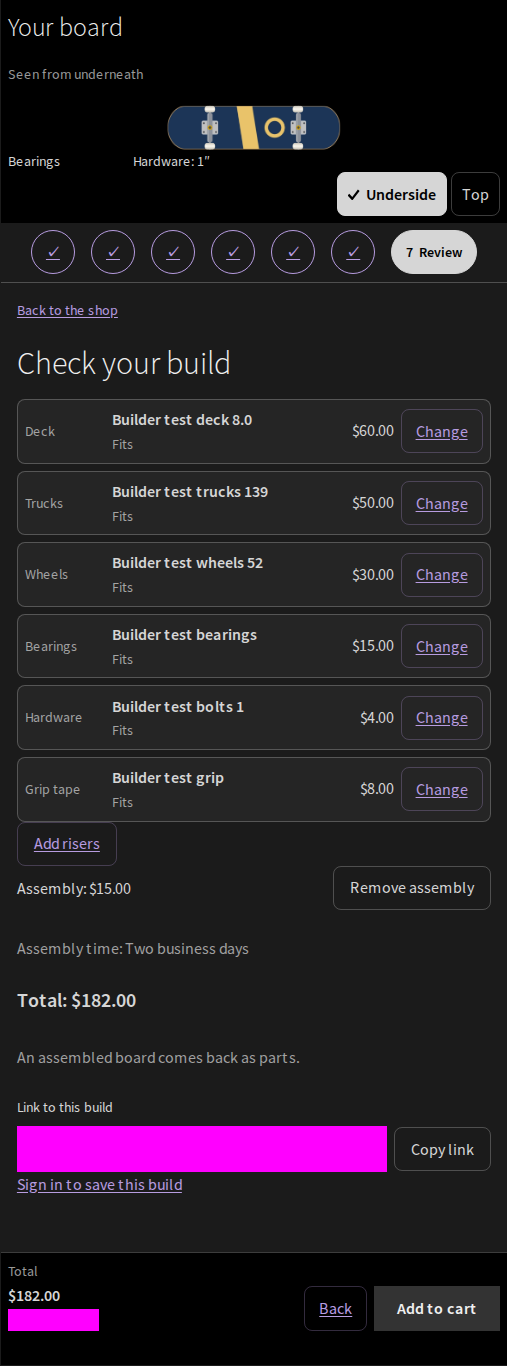 Your board
Seen from underneath
Bearings
Hardware: 1″
✓ Underside
Top
✓ ✓ ✓ ✓ ✓ ✓ 7 Review
Back to the shop
Check your build
Deck
Builder test deck 8.0
Fits
$60.00
Change
Trucks
Builder test trucks 139
Fits
$50.00
Change
Wheels
Builder test wheels 52
Fits
$30.00
Change
Bearings
Builder test bearings
Fits
$15.00
Change
Hardware
Builder test bolts 1
Fits
$4.00
Change
Grip tape
Builder test grip
Fits
$8.00
Change
Add risers
Assembly: $15.00
Remove assembly
Assembly time: Two business days
Total: $182.00
An assembled board comes back as parts.
Link to this build
Copy link
Sign in to save this build
Total
$182.00
Back
Add to cart